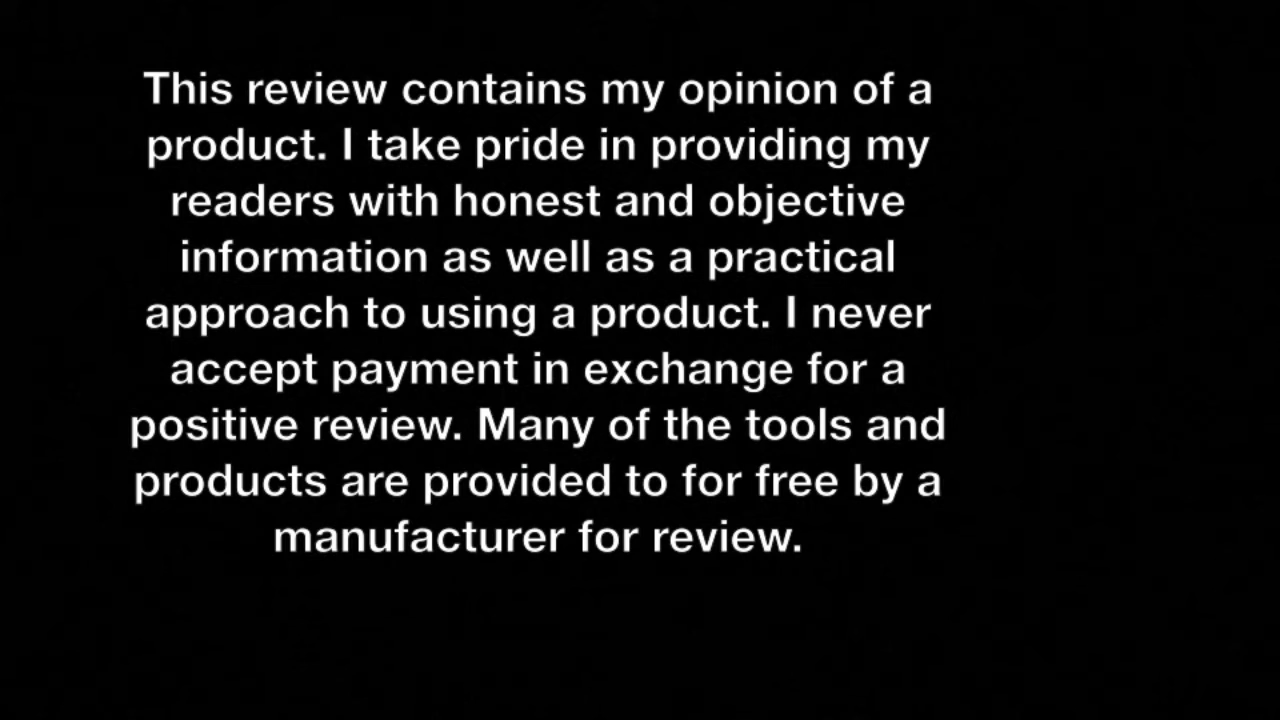 This review contains my opinion of a
product. I take pride in providing my
readers with honest and objective
information as well as a practical
approach to using a product. I never
accept payment in exchange for a
positive review. Many of the tools and
products are provided to for free by a
manufacturer for review.